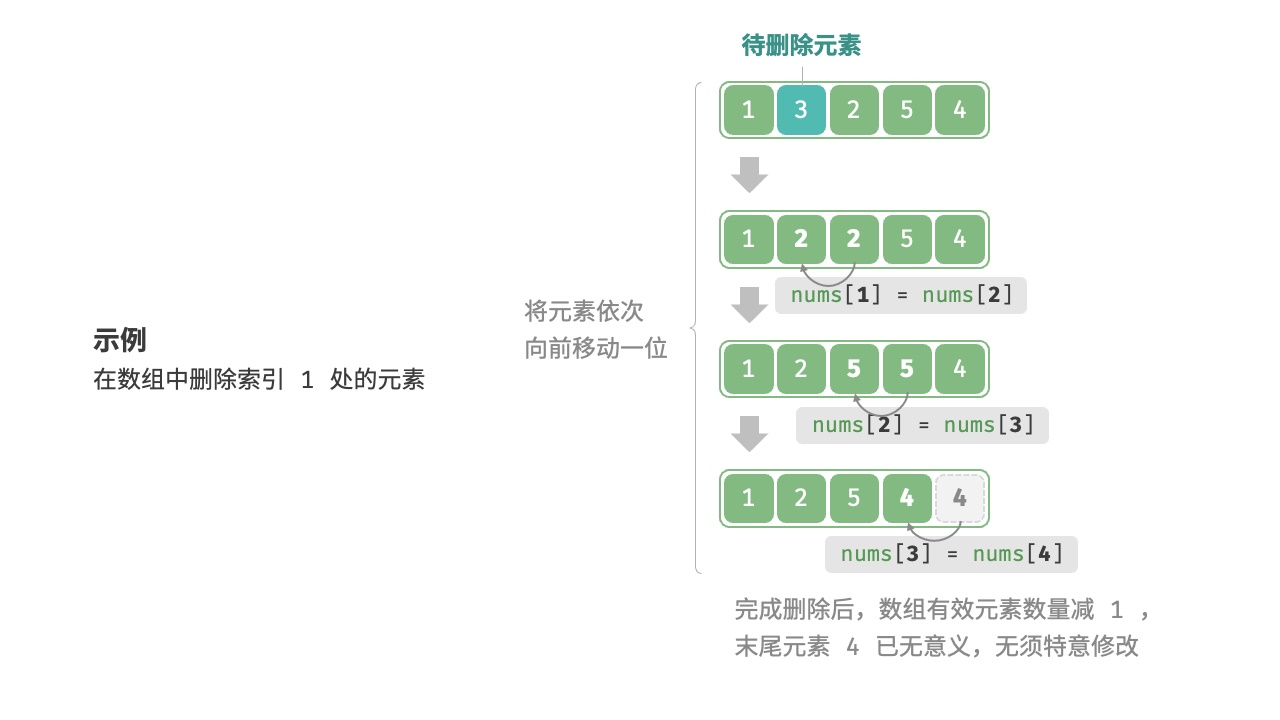 待删除元素
1 3 2 5 4
1 2 2 5 4
nums[1] = nums[2]
将元素依次
向前移动一位
示例
在数组中删除索引 1 处的元素
1 2 5 5 4
nums[2] = nums[3]
1 2 5 4 4
nums[3] = nums[4]
完成删除后，数组有效元素数量减 1 ，
末尾元素 4 已无意义，无须特意修改